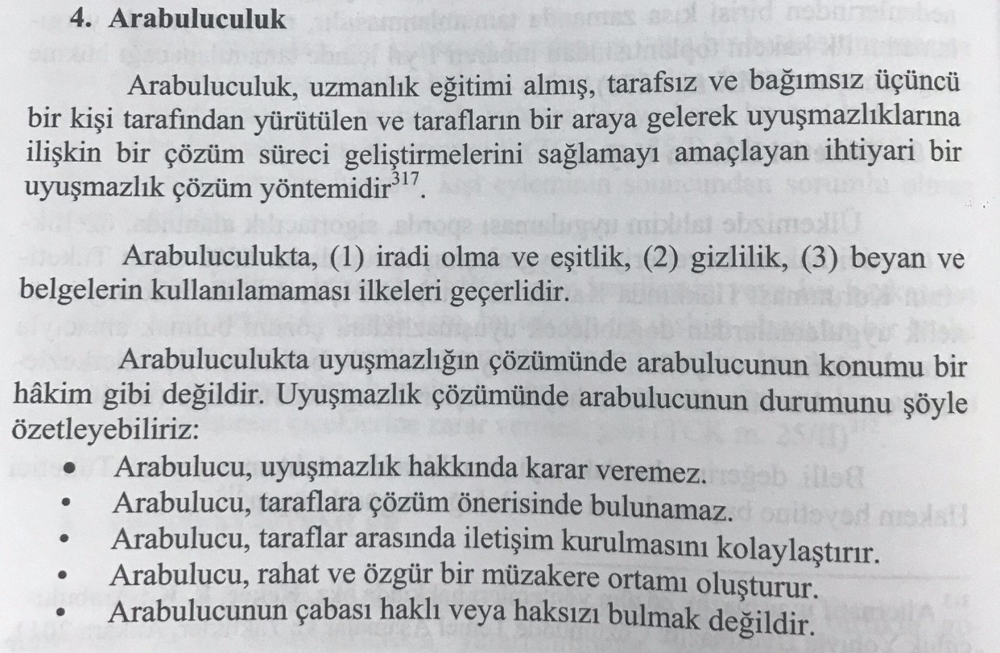 4. Arabuluculuk
Arabuluculuk, uzmanlık eğitimi almış, tarafsız ve bağımsız üçüncü
bir kişi tarafından yürütülen ve tarafların bir araya gelerek uyuşmazlıklarına
ilişkin bir çözüm süreci geliştirmelerini sağlamayı amaçlayan ihtiyari bir
uyuşmazlık çözüm yöntemidir317.
Arabuluculukta, (1) iradi olma ve eşitlik, (2) gizlilik, (3) beyan ve
belgelerin kullanılamaması ilkeleri geçerlidir.
Arabuluculukta uyuşmazlığın çözümünde arabulucunun konumu bir
hâkim gibi değildir. Uyuşmazlık çözümünde arabulucunun durumunu şöyle
özetleyebiliriz:
• Arabulucu, uyuşmazlık hakkında karar veremez.
• Arabulucu, taraflara çözüm önerisinde bulunamaz.
• Arabulucu, taraflar arasında iletişim kurulmasını kolaylaştırır.
• Arabulucu, rahat ve özgür bir müzakere ortamı oluşturur.
• Arabulucunun çabası haklı veya haksızı bulmak değildir.